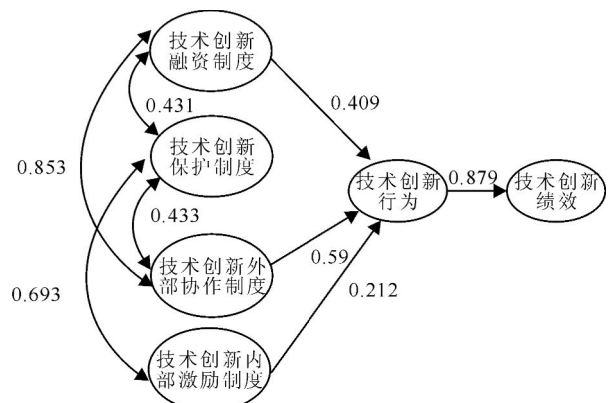 技术创新
融资制度
0.431
0.409
技术创新
保护制度
0.853
技术创新
行为
0.879
技术创新
绩效
0.433
技术创新外
部协作制度
0.59
0.693
0.212
技术创新内
部激励制度